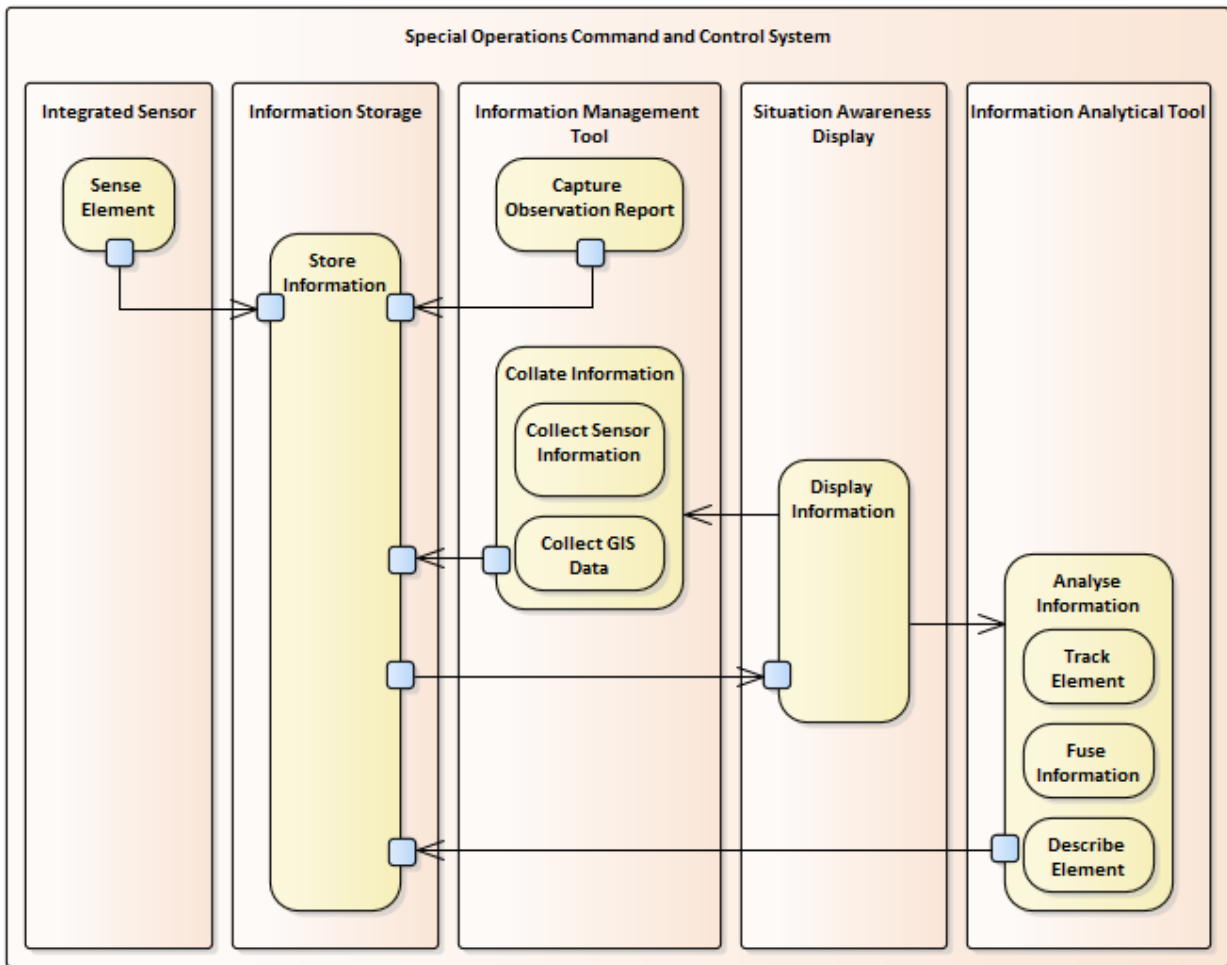 Special Operations Command and Control System
Integrated Sensor
Information Storage
Information Management
Tool
Situation Awareness
Display
Information Analytical Tool
Sense
Element
Capture
Observation Report
Store
Information
Collate Information
Collect Sensor
Information
Collect GIS
Data
Display
Information
Analyse
Information
Track
Element
Fuse
Information
Describe
Element